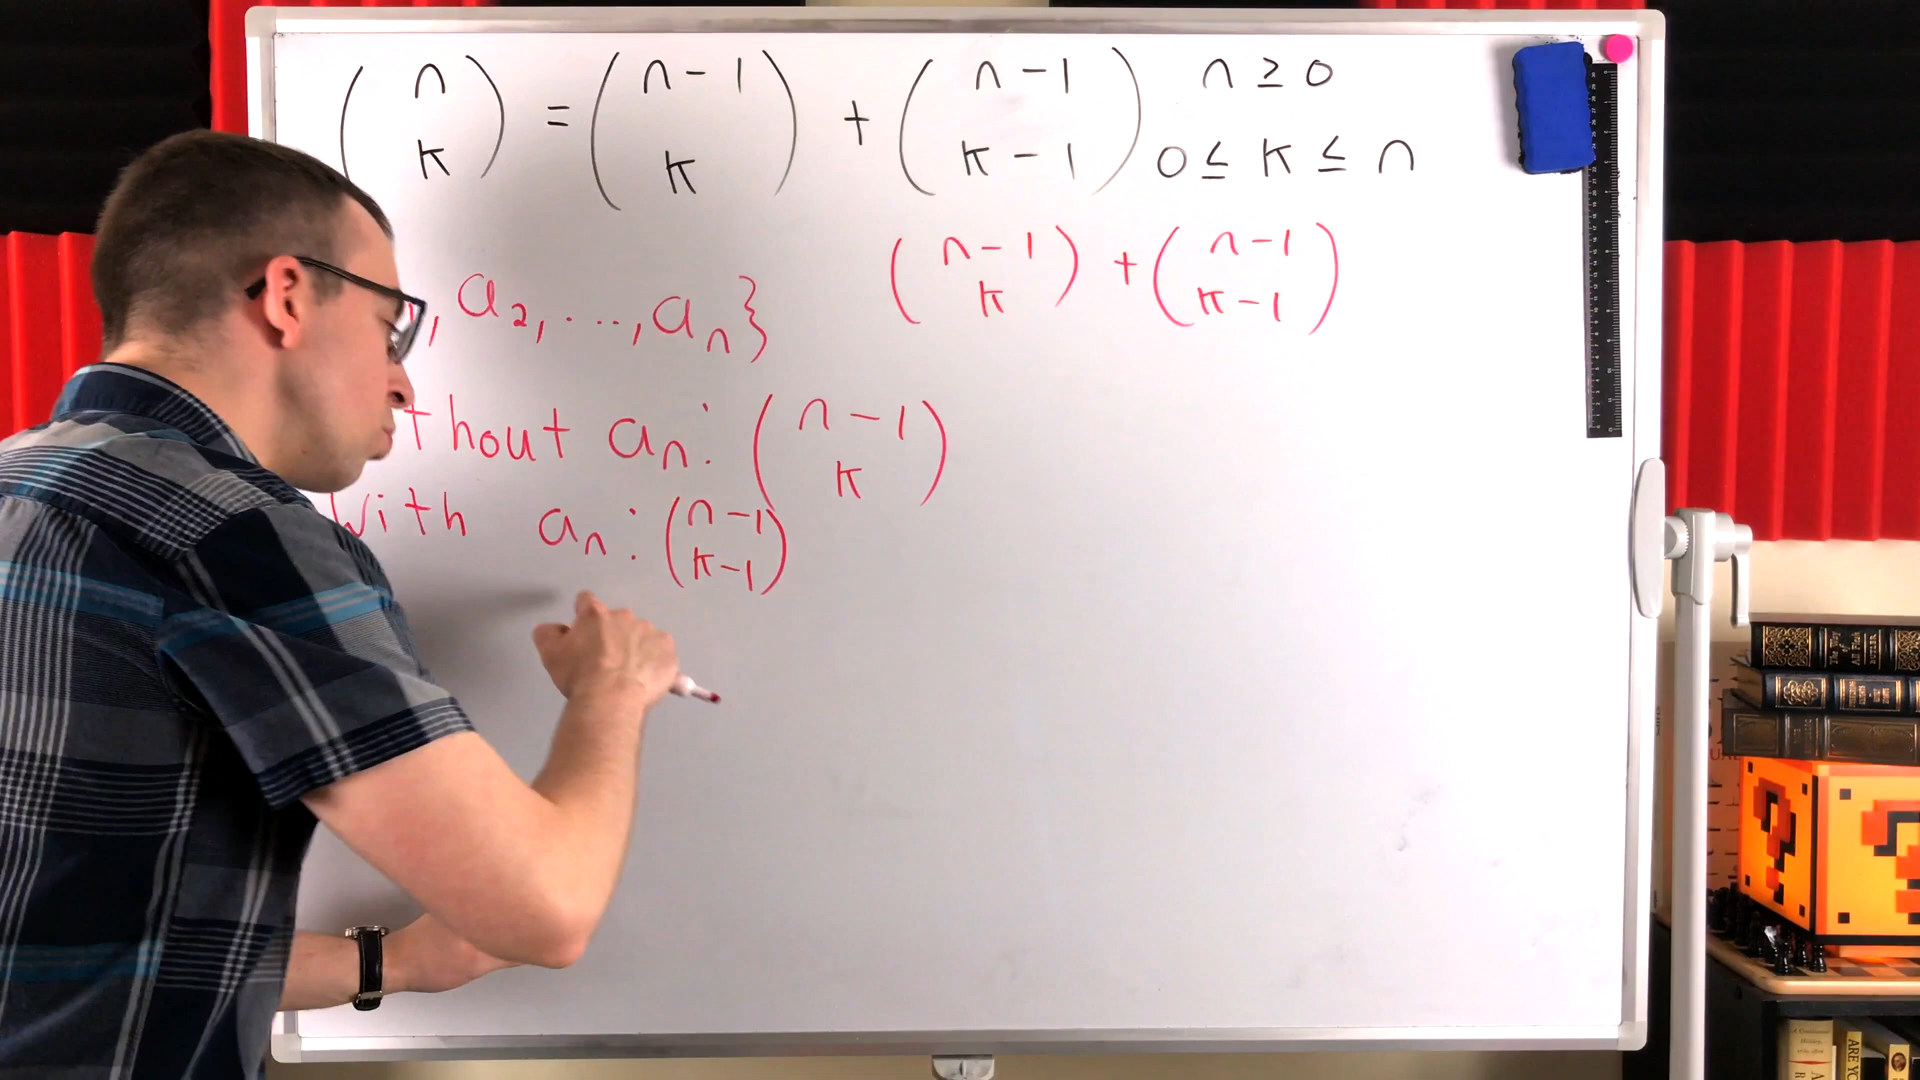 (n k) = (n-1 k) + (n-1 k-1) n ≥ 0
0 ≤ k ≤ n
(n-1 k) + (n-1 k-1)
, a₂, ..., aₙ}
thout aₙ: (n-1 k)
With aₙ: (n-1 k-1)